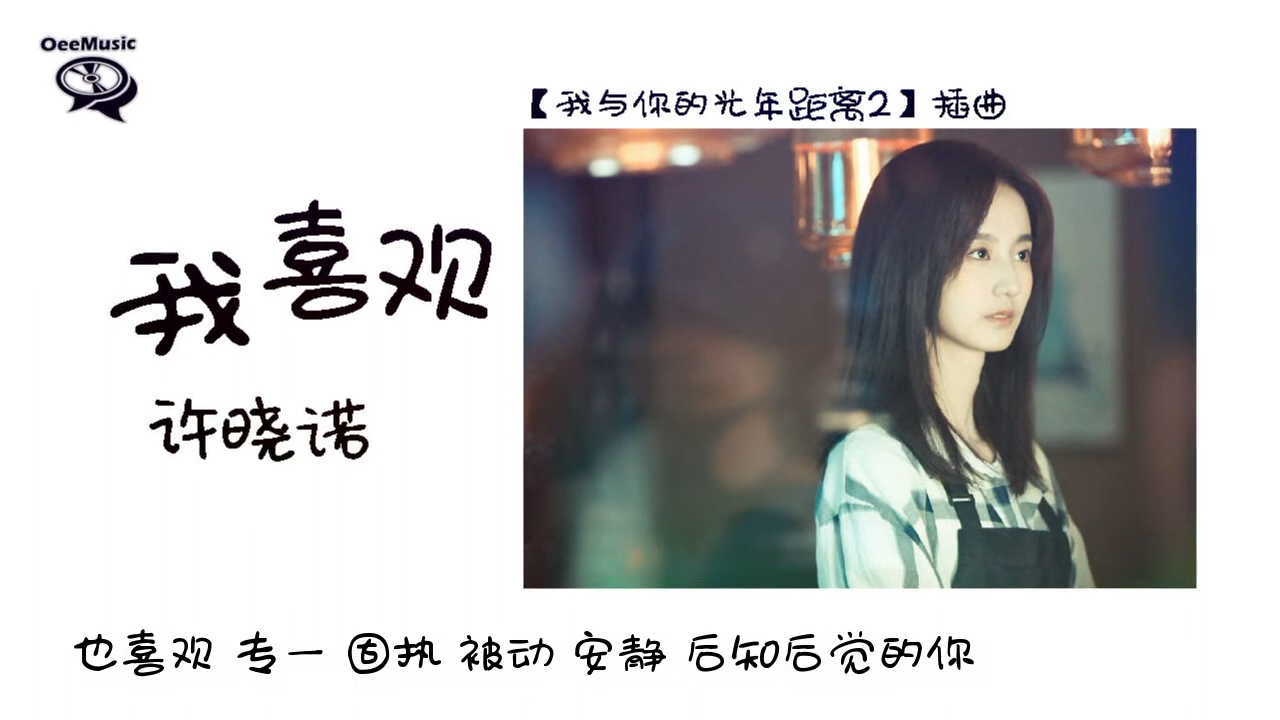 OeeMusic
【我与你的光年距离2】插曲
我喜欢
许晓诺
也喜欢 专一 固执 被动 安静 后知后觉的你